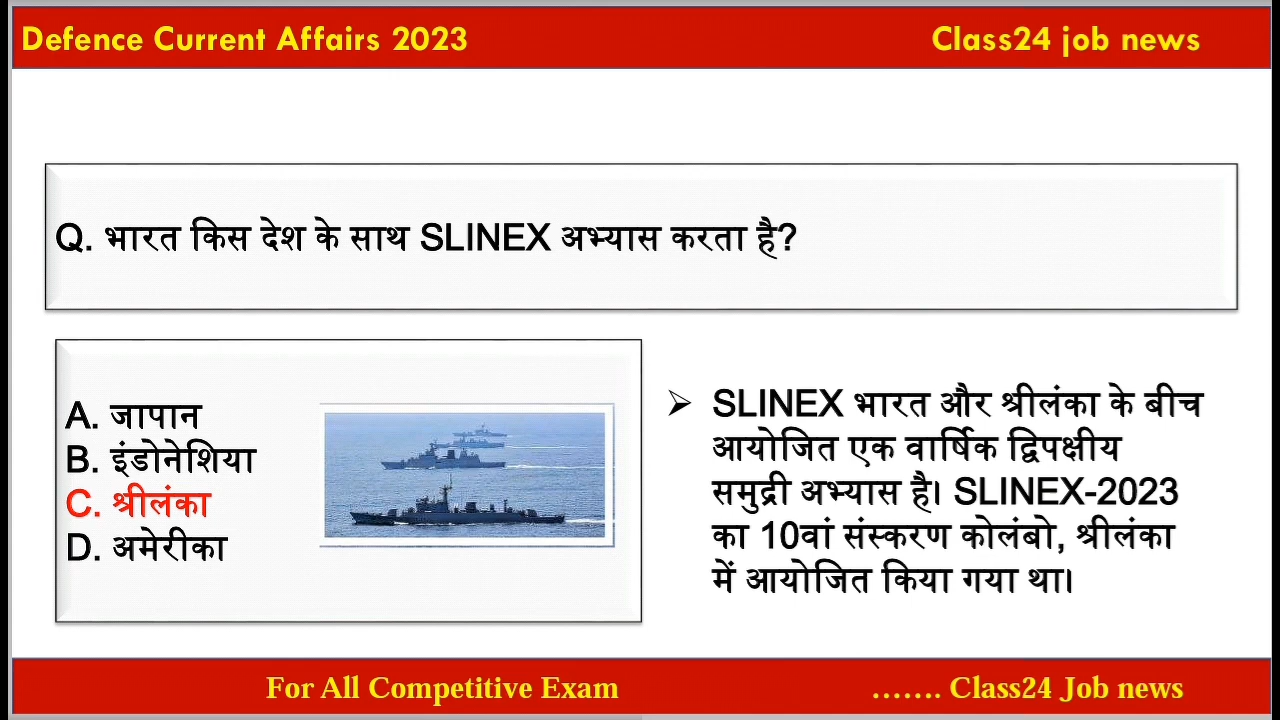 Defence Current Affairs 2023 Class24 job news
Q. भारत किस देश के साथ SLINEX अभ्यास करता है?
A. जापान
B. इंडोनेशिया
C. श्रीलंका
D. अमेरीका
➢ SLINEX भारत और श्रीलंका के बीच
आयोजित एक वार्षिक द्विपक्षीय
समुद्री अभ्यास है। SLINEX-2023
का 10वां संस्करण कोलंबो, श्रीलंका
में आयोजित किया गया था।
For All Competitive Exam ……. Class24 Job news